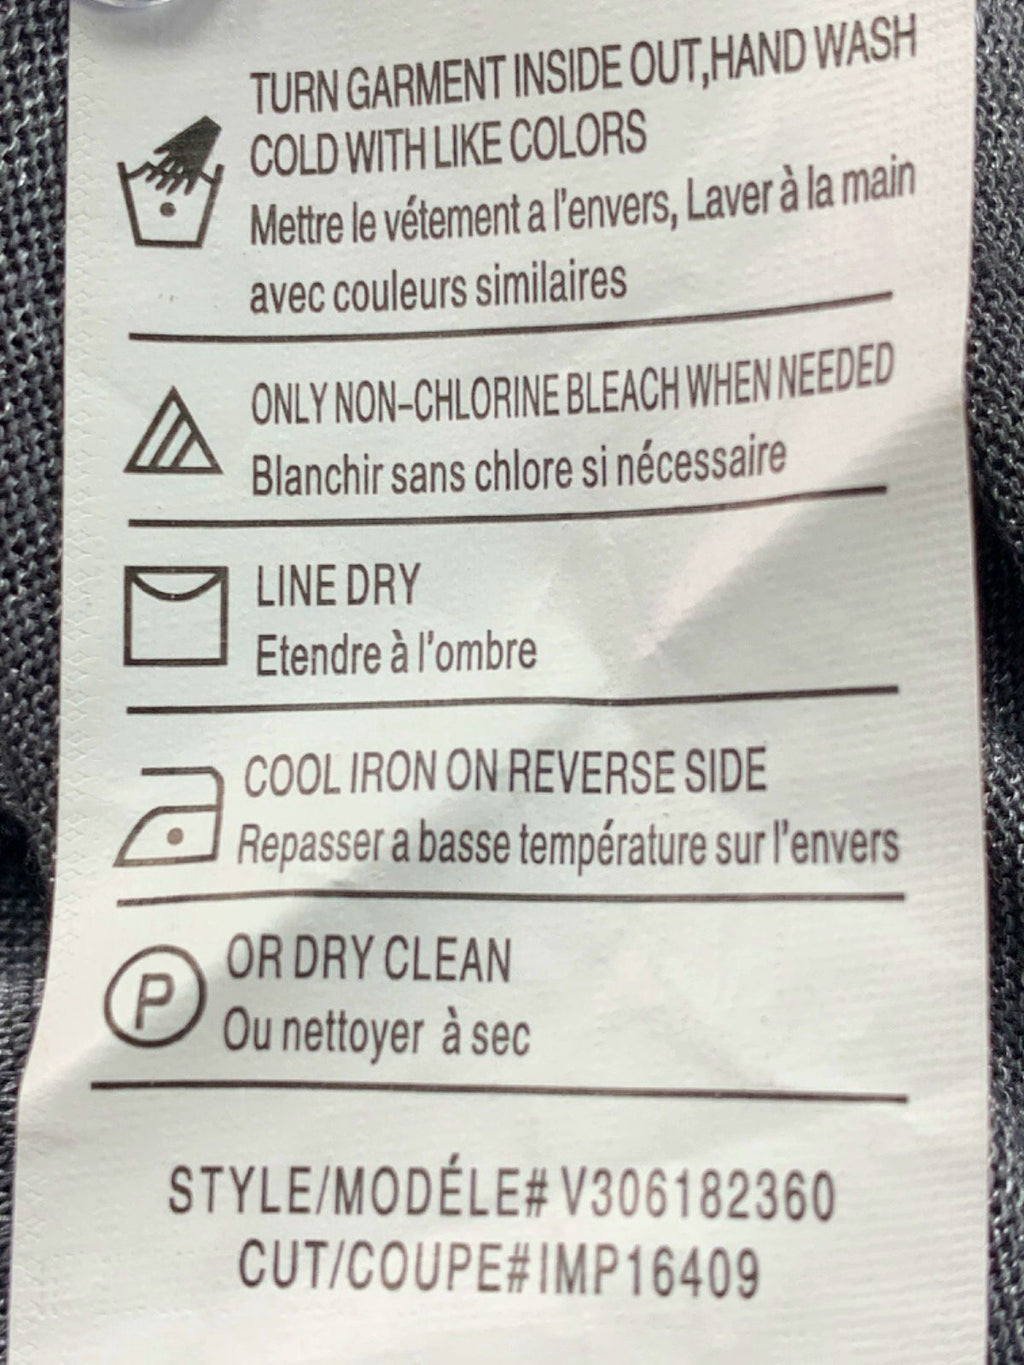 TURN GARMENT INSIDE OUT,HAND WASH
COLD WITH LIKE COLORS
Mettre le vétement a l'envers, Laver à la main
avec couleurs similaires
ONLY NON-CHLORINE BLEACH WHEN NEEDED
Blanchir sans chlore si nécessaire
LINE DRY
Etendre à l'ombre
COOL IRON ON REVERSE SIDE
Repasser a basse température sur l'envers
P
OR DRY CLEAN
Ou nettoyer à sec
STYLE/MODÉLE# V306182360
CUT/COUPE#IMP16409